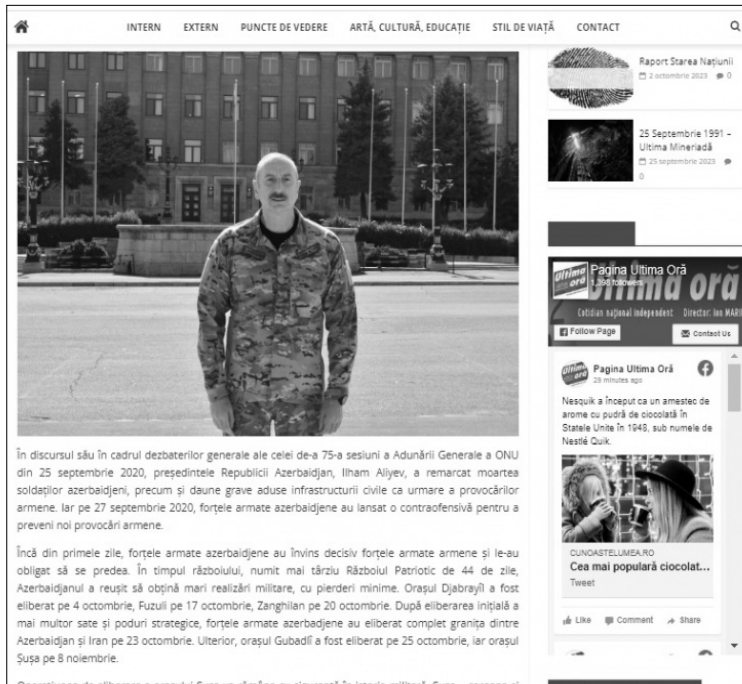 INTERN EXTERN PUNCTE DE VEDERE ARTĂ, CULTURĂ, EDUCAȚIE STIL DE VIAȚĂ CONTACT
În discursul său în cadrul dezbaterilor generale ale celei de-a 75-a sesiuni a Adunării Generale a ONU
din 25 septembrie 2020, președintele Republicii Azerbaidjan, Ilham Aliyev, a remarcat moartea
soldaților azerbaidjeni, precum și daune grave aduse infrastructurii civile ca urmare a provocărilor
armene. Iar pe 27 septembrie 2020, forțele armate azerbaidjene au lansat o contraofensivă pentru a
preveni noi provocări armene.
Încă din primele zile, forțele armate azerbaidjene au învins decisiv forțele armate armene și le-au
obligat să se predea. În timpul războiului, numit mai târziu Războiul Patriotic de 44 de zile,
Azerbaidjanul a reușit să obțină mari realizări militare, cu pierderi minime. Orașul Djabrayîl a fost
eliberat pe 4 octombrie, Fuzuli pe 17 octombrie, Zanghilan pe 20 octombrie. După eliberarea inițială a
mai multor sate și poduri strategice, forțele armate azerbadjene au eliberat complet granița dintre
Azerbaidjan și Iran pe 23 octombrie. Ulterior, orașul Gubadlî a fost eliberat pe 25 octombrie, iar orașul
Șușa pe 8 noiembrie.
Raport Starea Națiunii
2 octombrie 2023 0
25 Septembrie 1991 –
Ultima Mineriadă
25 septembrie 2023
0
Ultima oră
Pagina Ultima Oră
1,398 followers
Ultima oră
Cotidian național independent Director: Ion MARI
Follow Page Contact Us
Ultima oră
Pagina Ultima Oră
29 minutes ago
Nesquik a început ca un amestec de
arome cu pudră de ciocolată în
Statele Unite în 1948, sub numele de
Nestlé Quik.
CUNOASTELUMEA.RO
Cea mai populară ciocolat...
Tweet
Like Comment Share